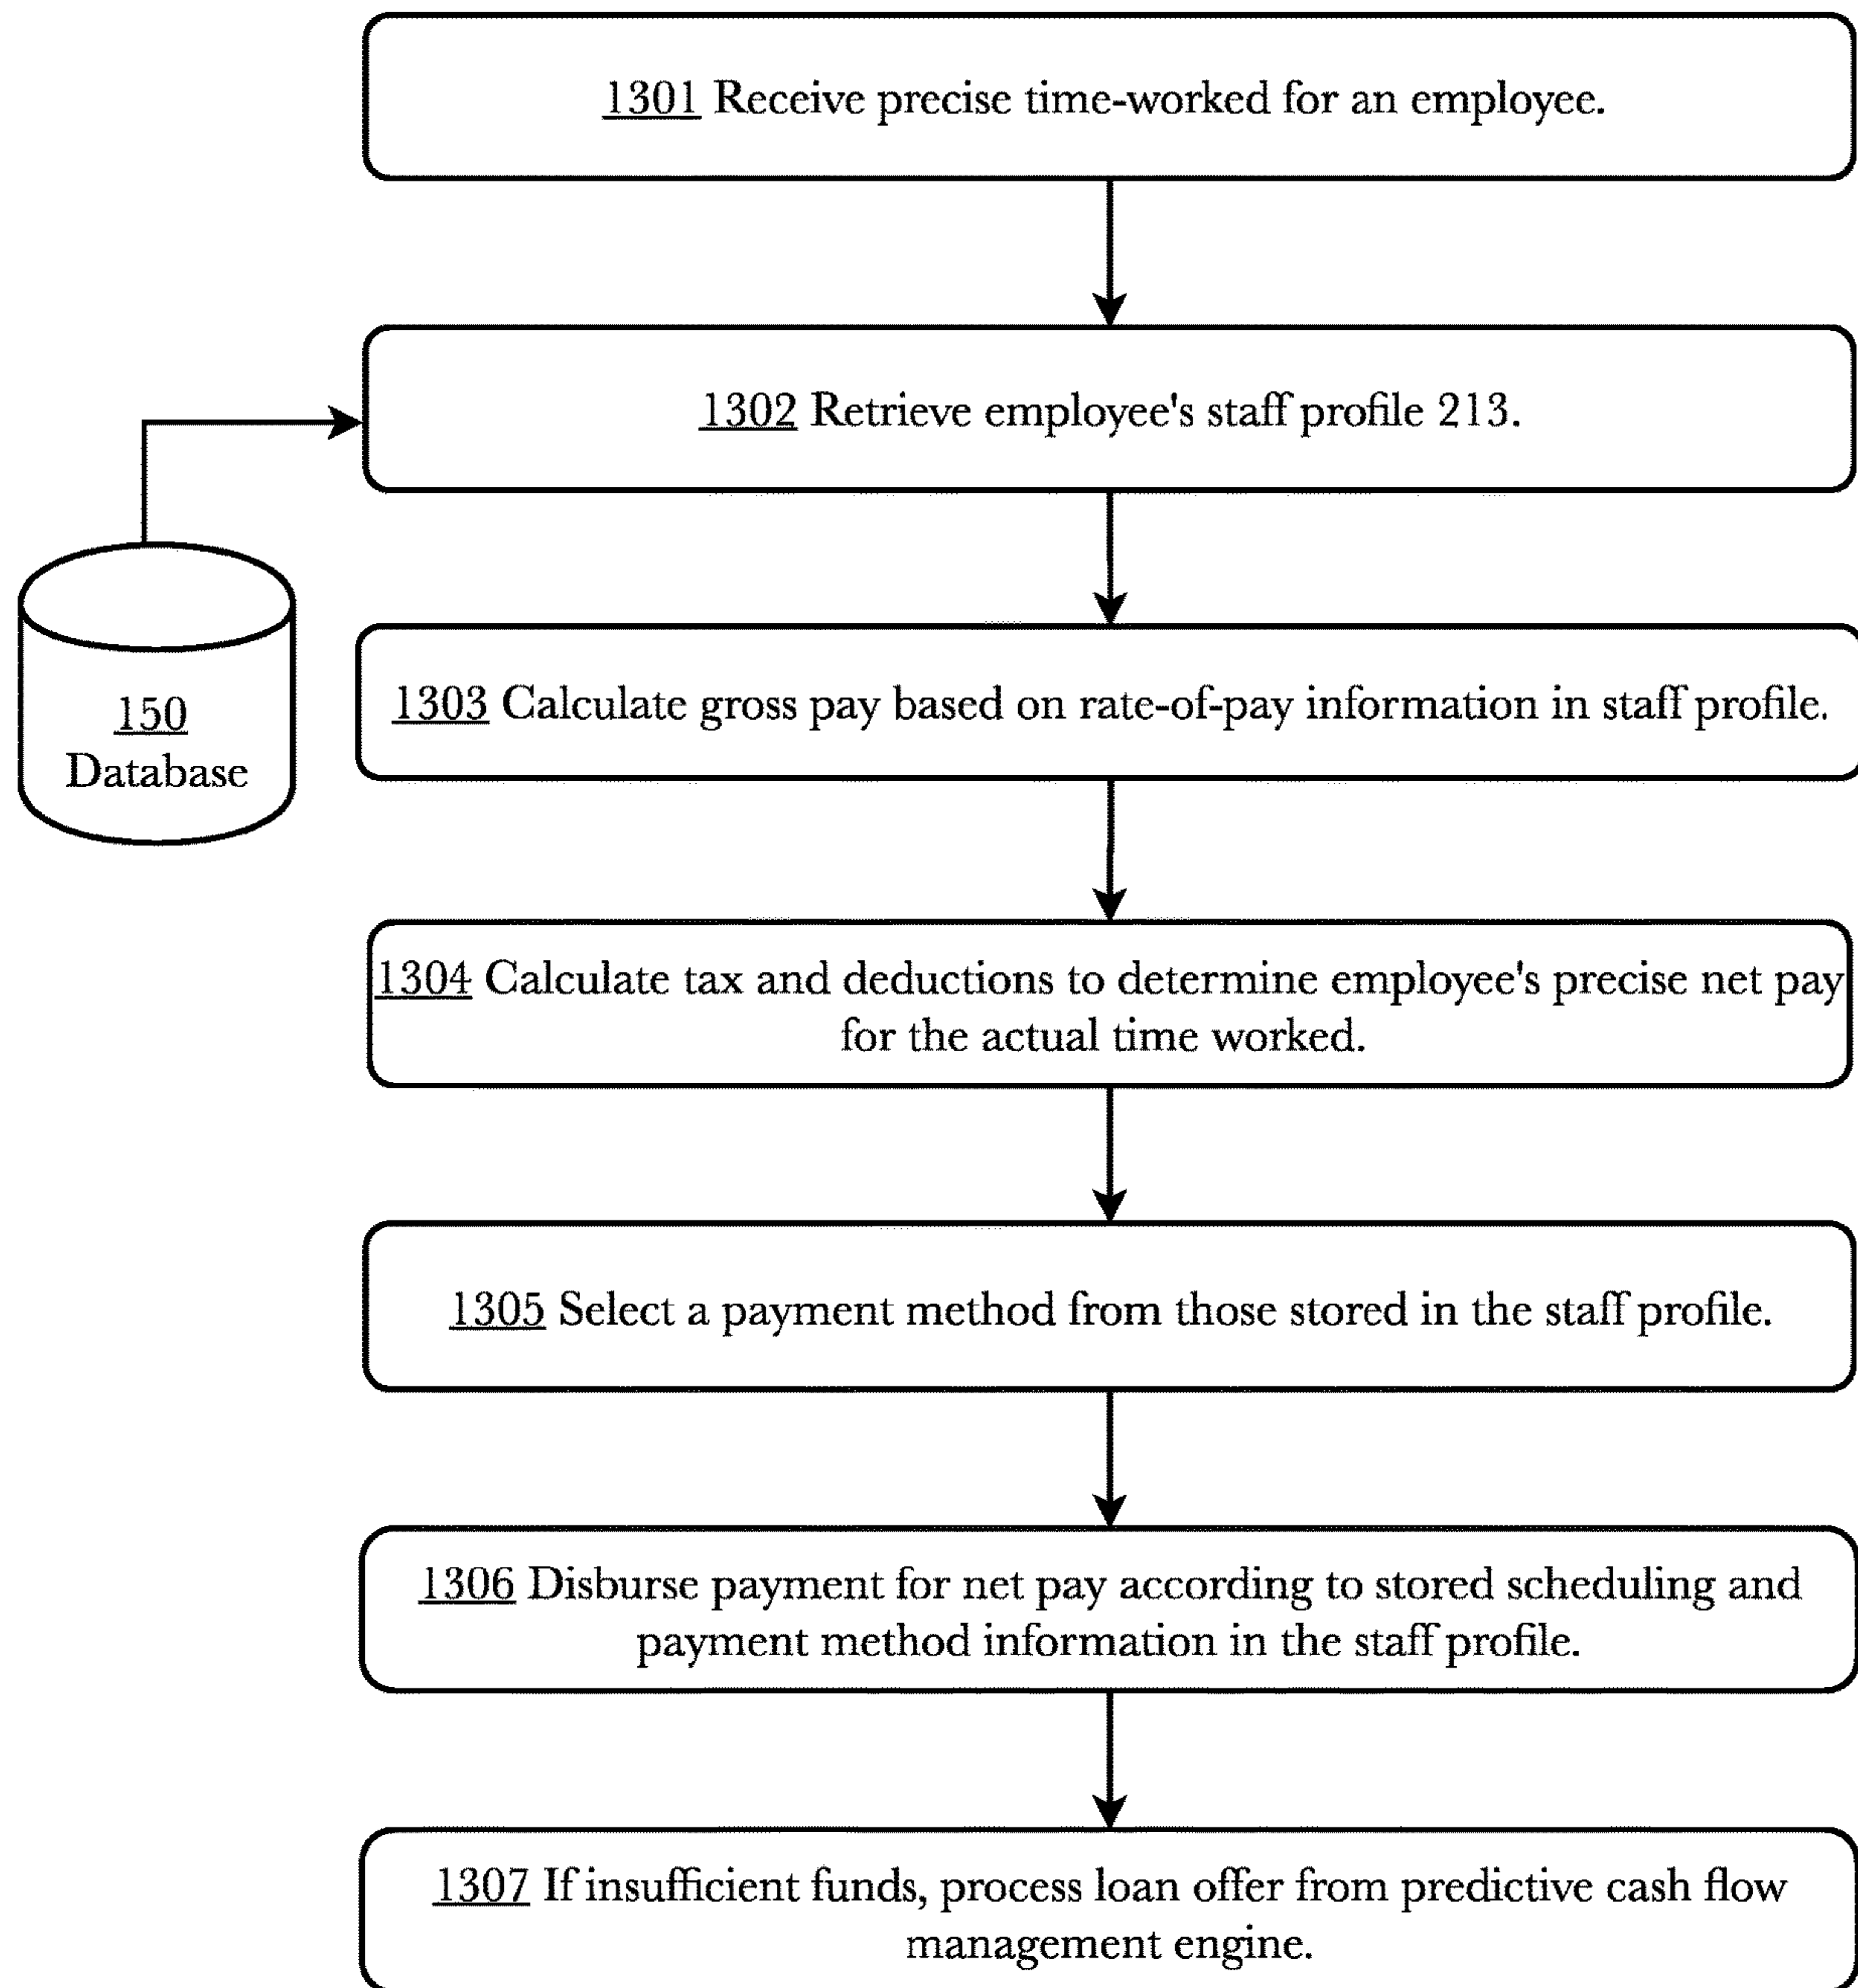 1301 Receive precise time-worked for an employee.
1302 Retrieve employee's staff profile 213.
150
Database
1303 Calculate gross pay based on rate-of-pay information in staff profile.
1304 Calculate tax and deductions to determine employee's precise net pay
for the actual time worked.
1305 Select a payment method from those stored in the staff profile.
1306 Disburse payment for net pay according to stored scheduling and
payment method information in the staff profile.
1307 If insufficient funds, process loan offer from predictive cash flow
management engine.